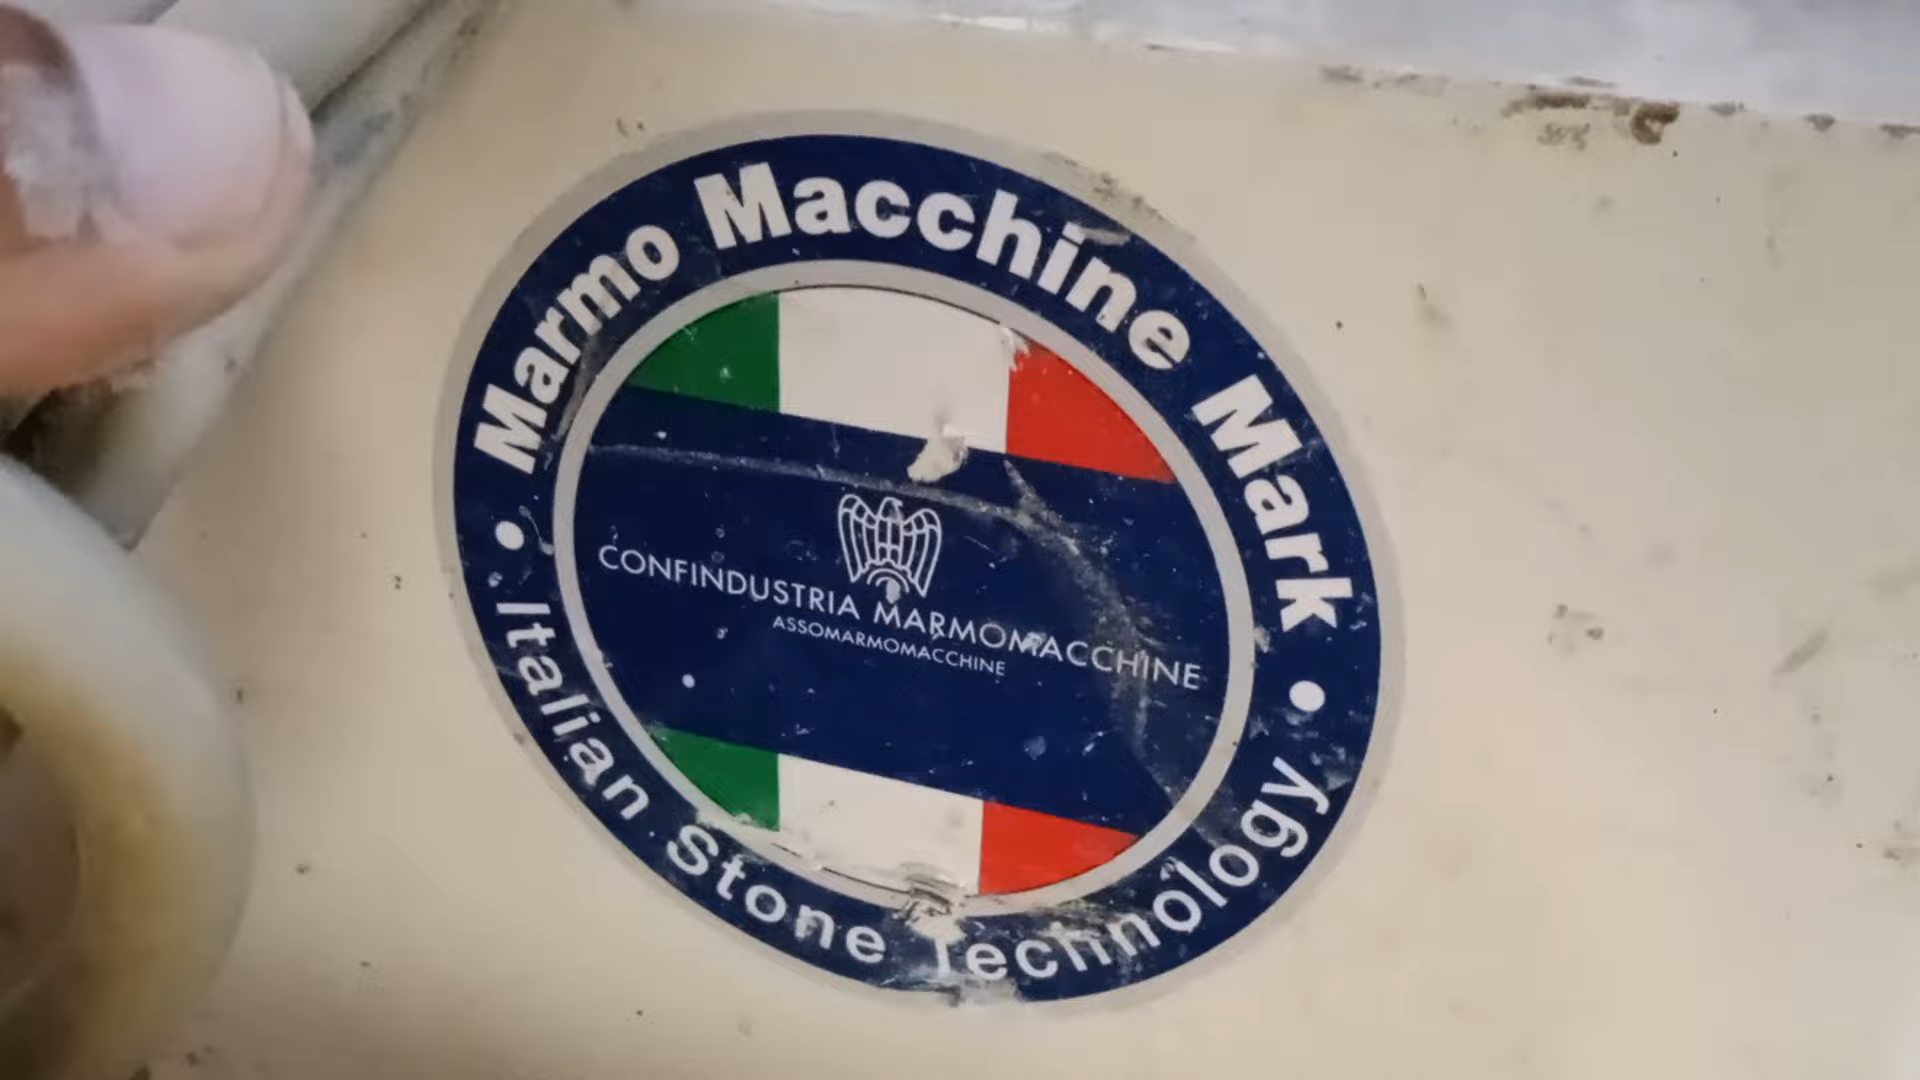 Marmo Macchine Mark
CONFINDUSTRIA MARMOMACCHINE
ASSOMARMOMACCHINE
• Italian Stone Technology •